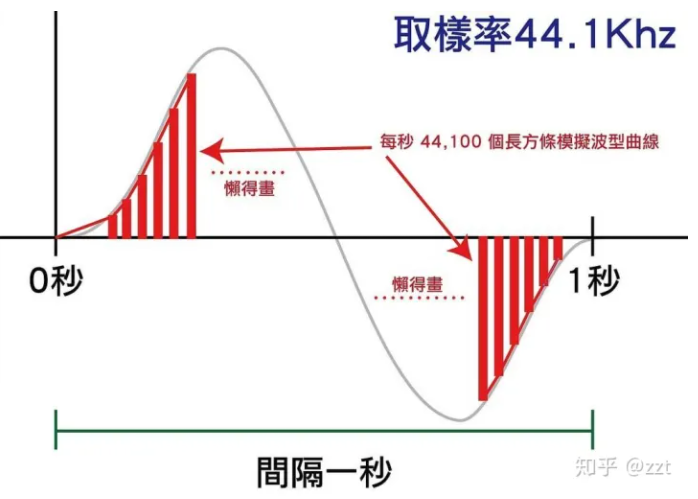 取樣率44.1Khz
每秒 44,100 個長方條模擬波型曲線
懶得畫
懶得畫
0秒
1秒
間隔一秒
知乎 @zzt